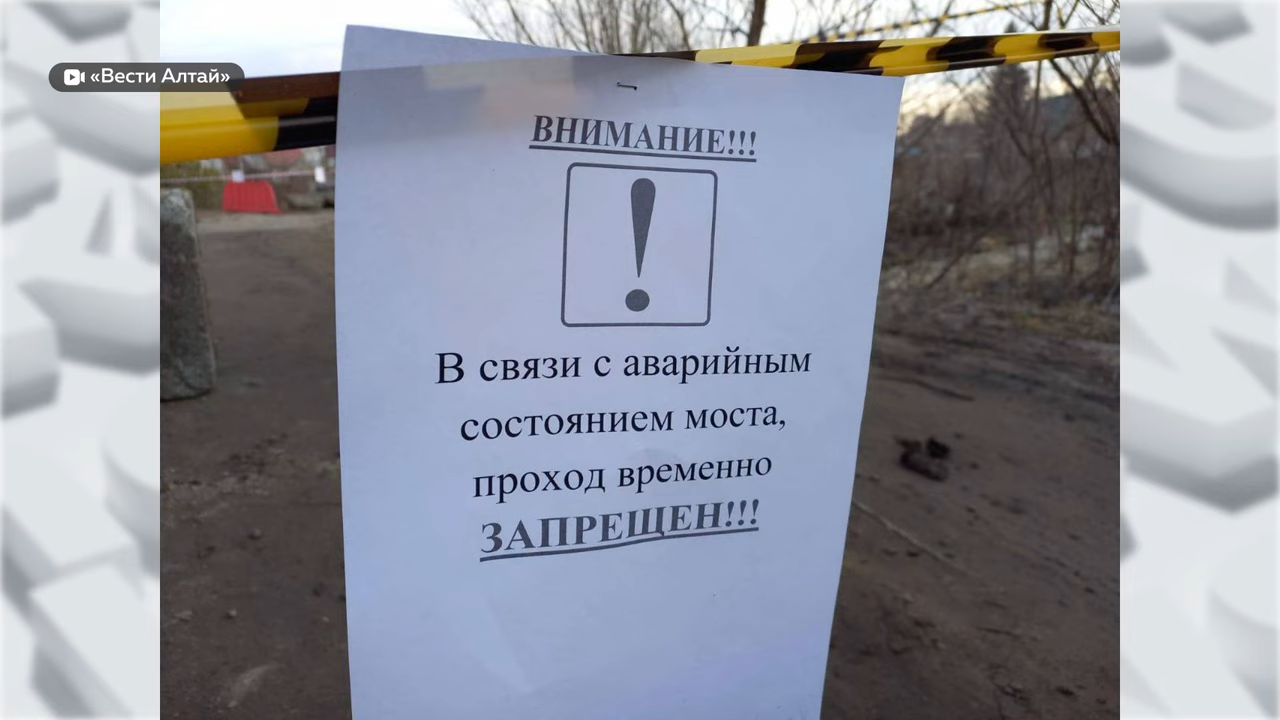 «Вести Алтай»
ВНИМАНИЕ!!!
!
В связи с аварийным
состоянием моста,
проход временно
ЗАПРЕЩЕН!!!